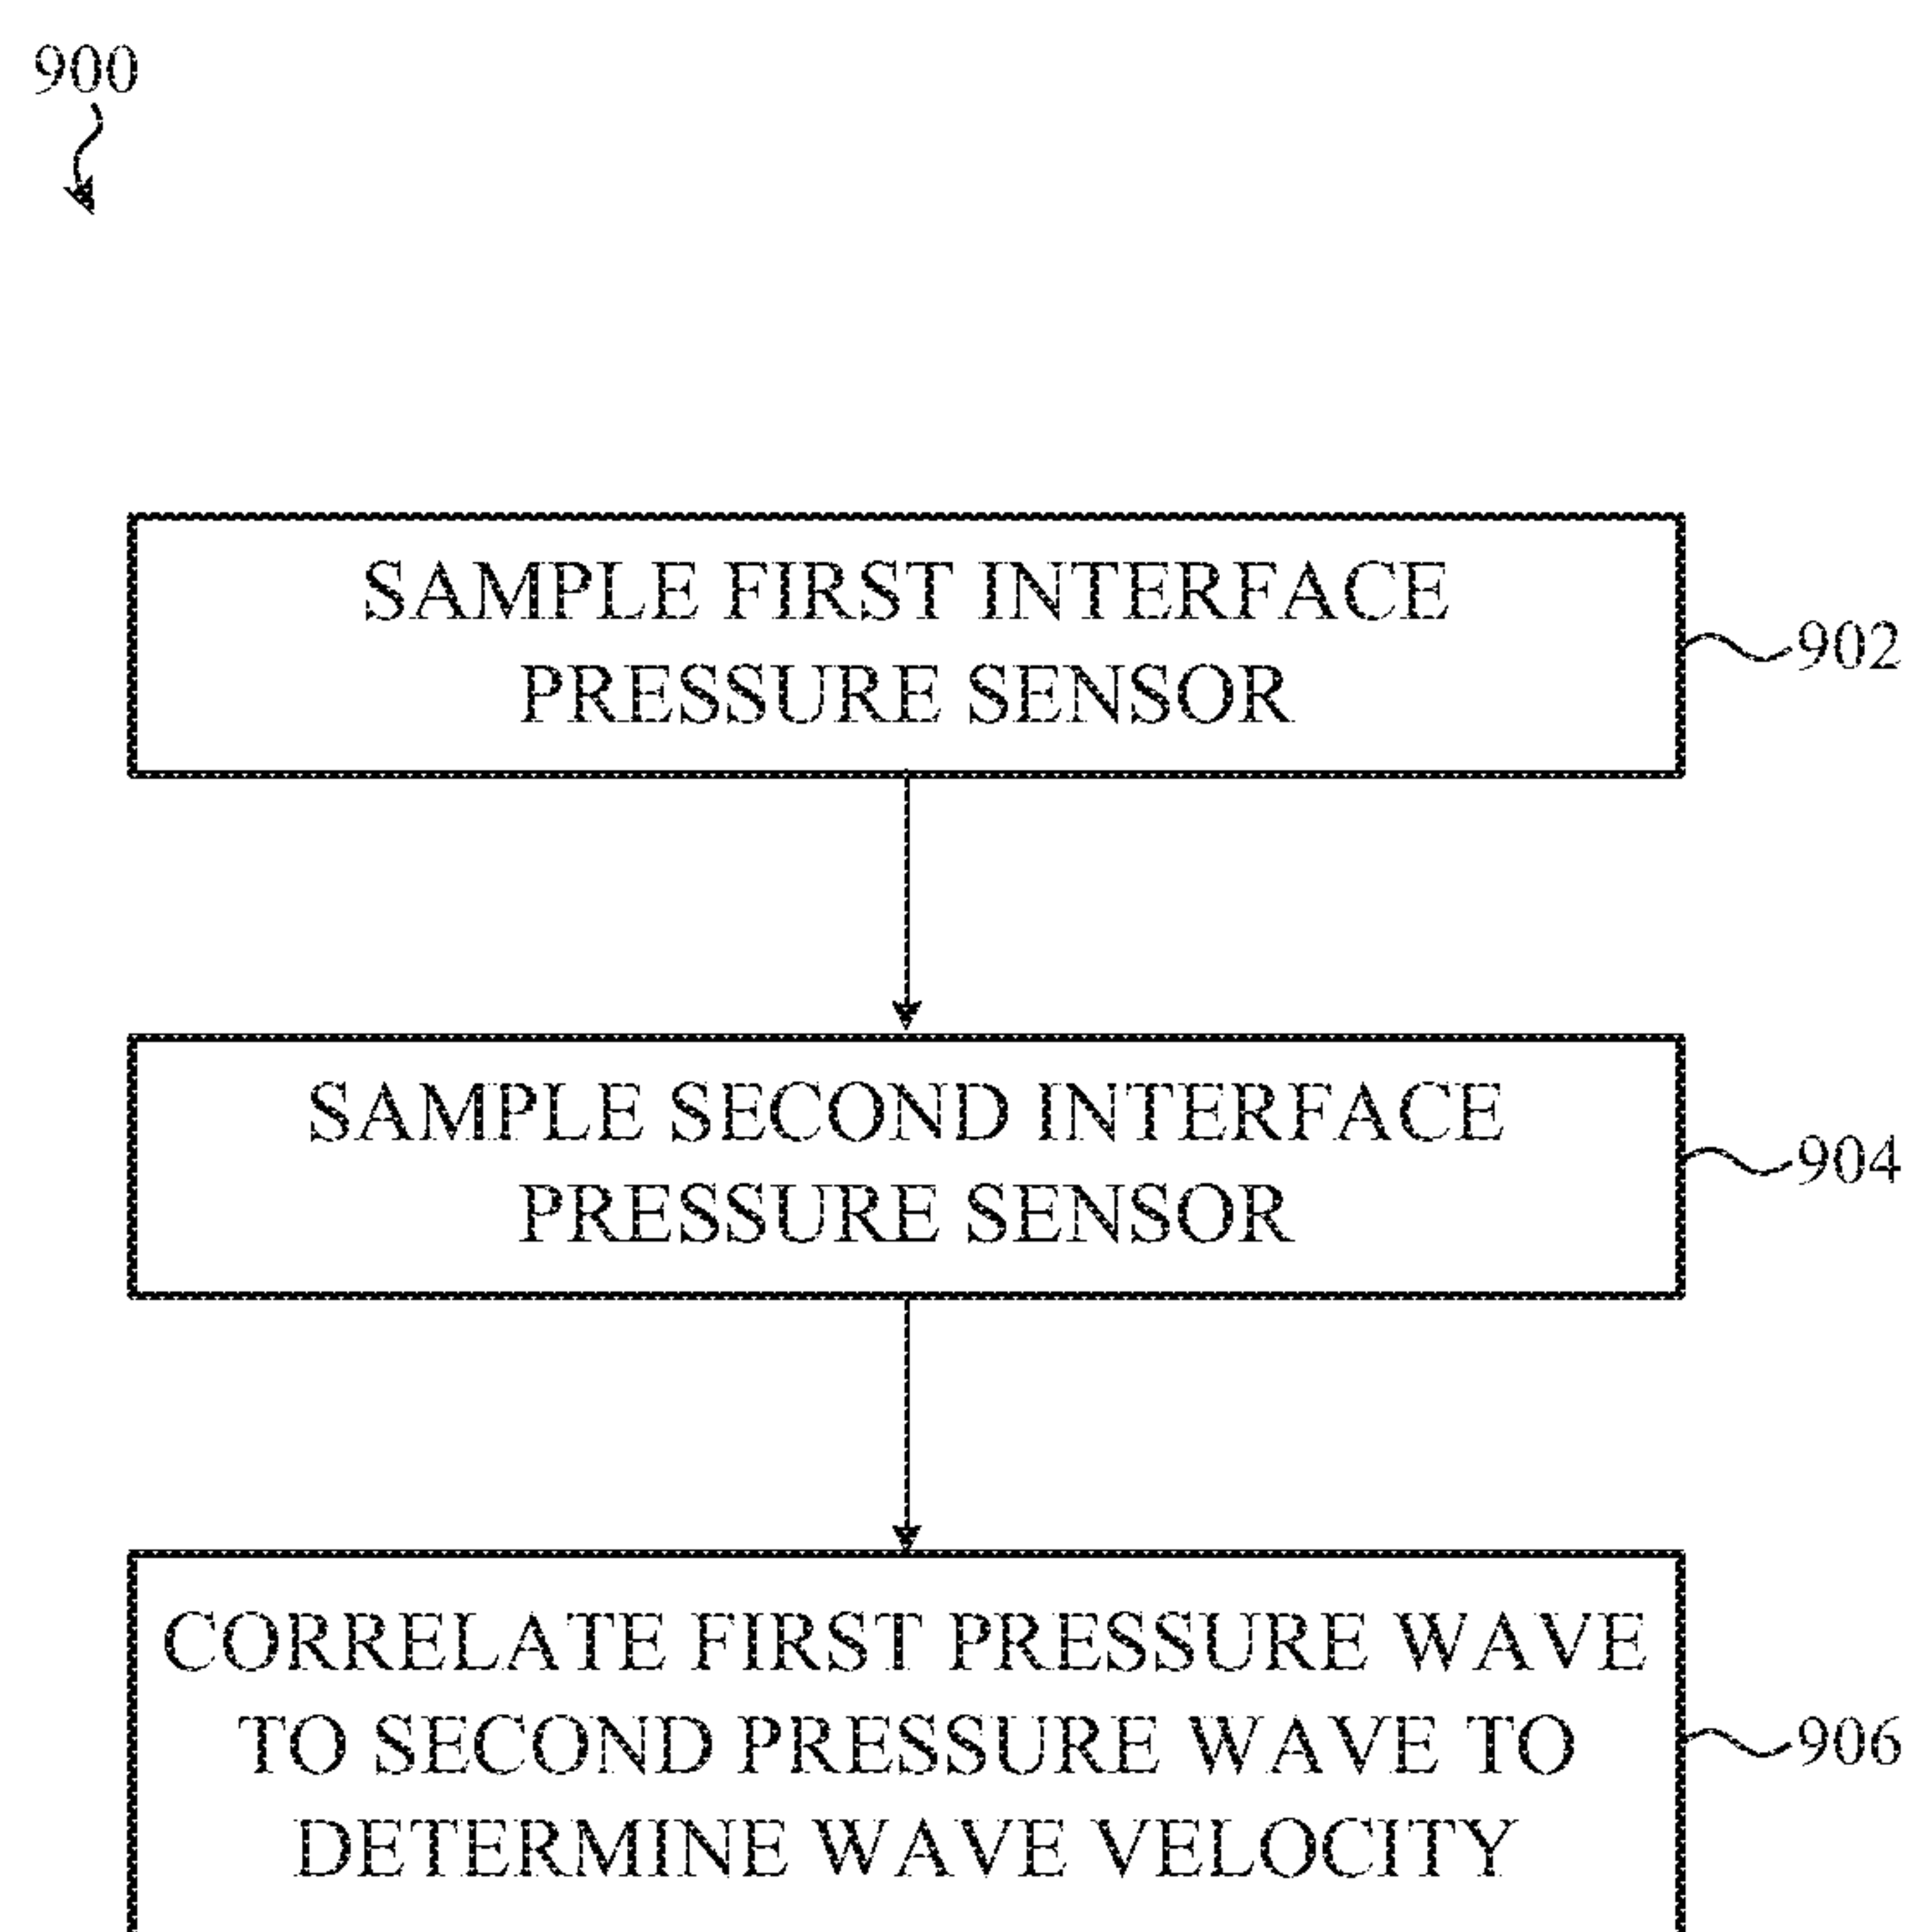 900
SAMPLE FIRST INTERFACE
PRESSURE SENSOR
902
SAMPLE SECOND INTERFACE
PRESSURE SENSOR
904
CORRELATE FIRST PRESSURE WAVE
TO SECOND PRESSURE WAVE TO
DETERMINE WAVE VELOCITY
906